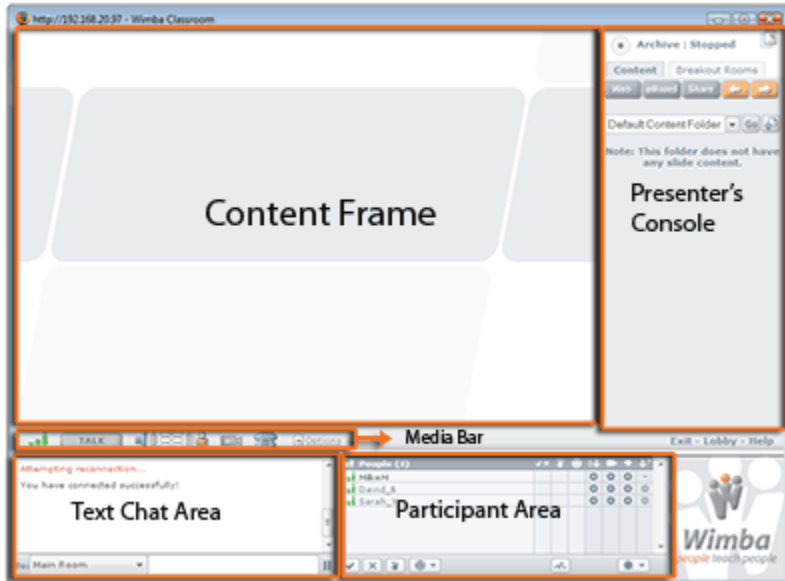 http://192.168.20.97 - Wimba Classroom
Archive : Stopped
Content Breakout Rooms
Web eBoard Share
Default Content Folder Go
Note: This folder does not have
any slide content.
Content Frame
Presenter's
Console
TALK Options
Media Bar
Exit - Lobby - Help
Attempting reconnection...
You have connected successfully!
Text Chat Area
Main Room
People (3)
MikeM
David_B
Sarah_
Participant Area
Wimba
people teach people